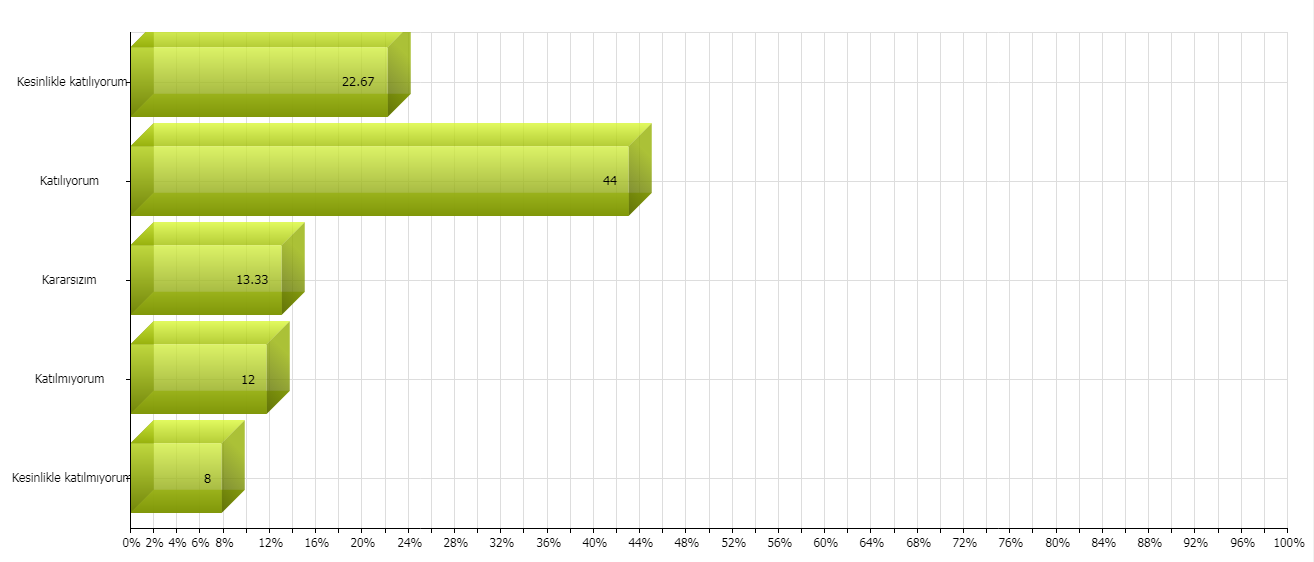 Kesinlikle katılıyorum
22.67
Katılıyorum
44
Kararsızım
13.33
Katılmıyorum
12
Kesinlikle katılmıyorum
8
0% 2% 4% 6% 8% 12% 16% 20% 24% 28% 32% 36% 40% 44% 48% 52% 56% 60% 64% 68% 72% 76% 80% 84% 88% 92% 96% 100%